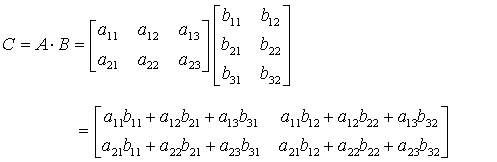 C = A · B = [a₁₁ a₁₂ a₁₃] [b₁₁ b₁₂]
[a₂₁ a₂₂ a₂₃] [b₂₁ b₂₂]
[b₃₁ b₃₂]
= [a₁₁b₁₁ + a₁₂b₂₁ + a₁₃b₃₁ a₁₁b₁₂ + a₁₂b₂₂ + a₁₃b₃₂]
[a₂₁b₁₁ + a₂₂b₂₁ + a₂₃b₃₁ a₂₁b₁₂ + a₂₂b₂₂ + a₂₃b₃₂]